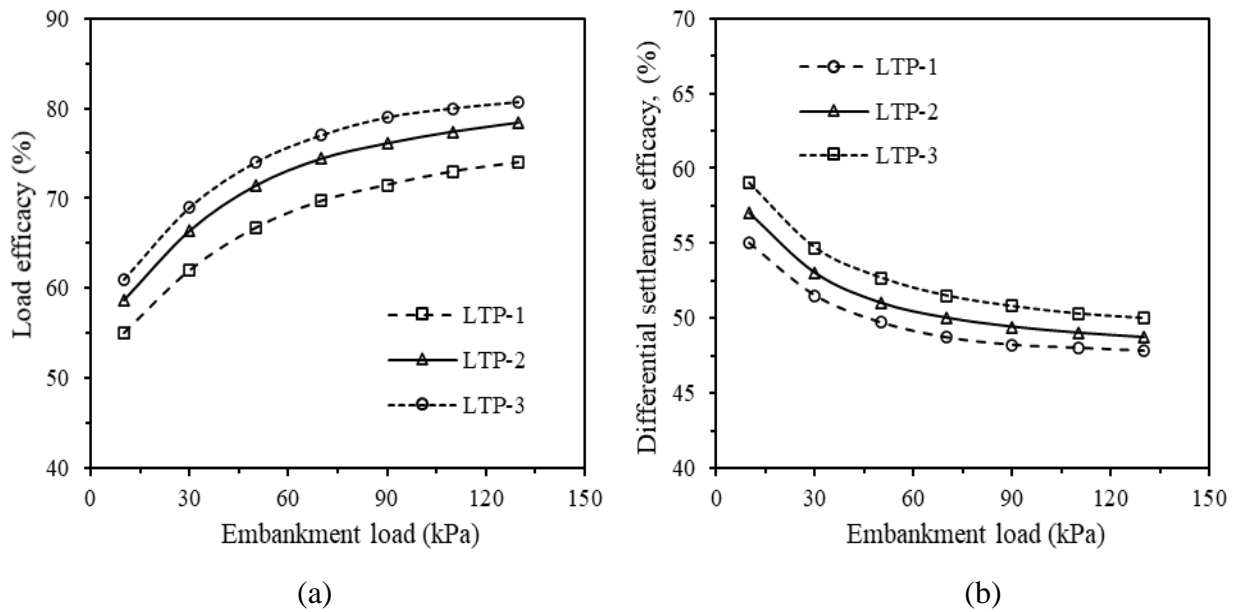 Load efficacy (%)
90
80
70
60
50
40
0
30
60
90
120
150
Embankment load (kPa)
LTP-1
LTP-2
LTP-3
(a)
Differential settlement efficacy, (%)
70
65
60
55
50
45
40
0
30
60
90
120
150
Embankment load (kPa)
LTP-1
LTP-2
LTP-3
(b)